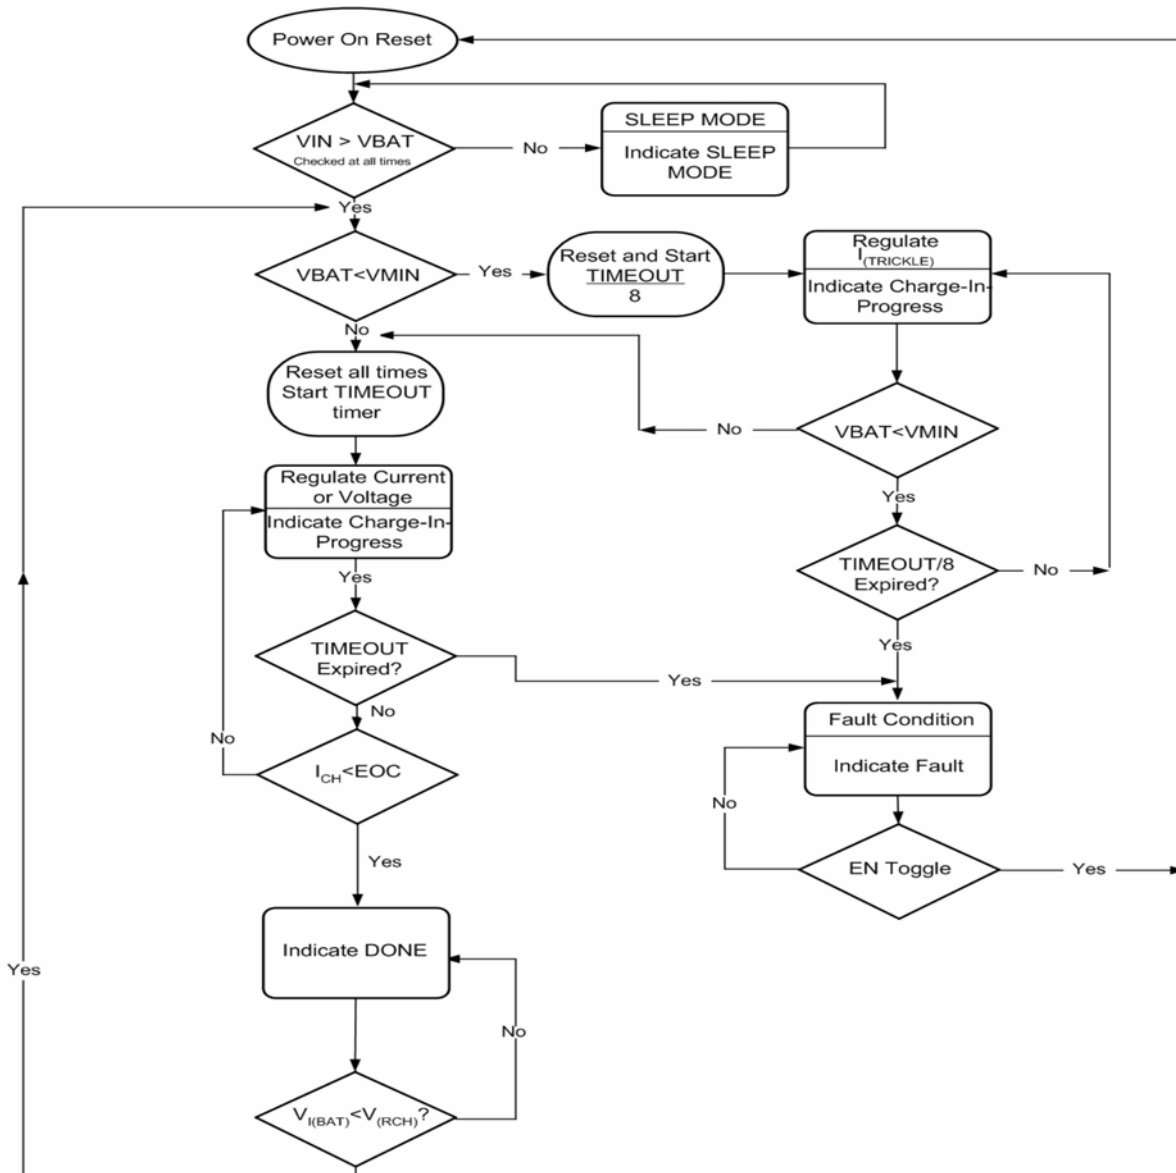 Power On Reset
VIN > VBAT
Checked at all times
No
SLEEP MODE
Indicate SLEEP
MODE
Yes
VBAT<VMIN
Yes
Reset and Start
TIMEOUT
8
Regulate
I(TRICKLE)
Indicate Charge-In-
Progress
No
Reset all times
Start TIMEOUT
timer
No
VBAT<VMIN
Regulate Current
or Voltage
Indicate Charge-In-
Progress
Yes
TIMEOUT/8
Expired?
No
Yes
TIMEOUT
Expired?
Yes
Yes
No
Fault Condition
Indicate Fault
No
ICH<EOC
No
EN Toggle
Yes
Yes
Indicate DONE
Yes
No
VI(BAT)<V(RCH)?